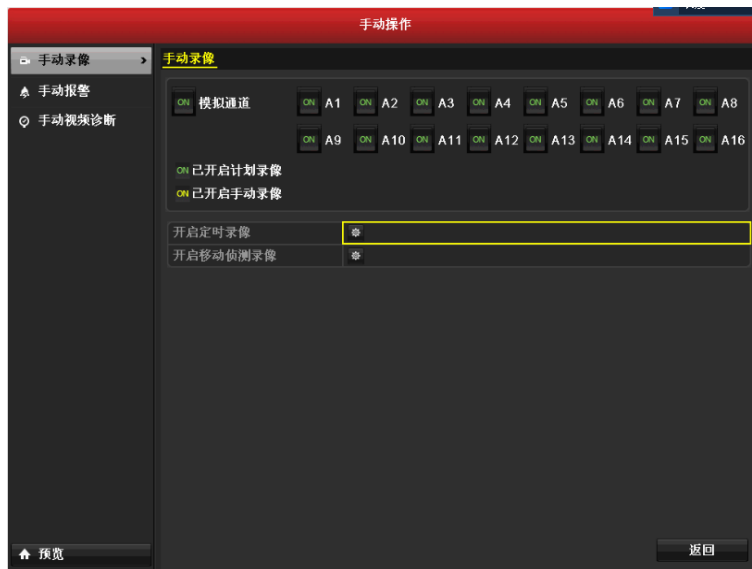 手动操作
手动录像
手动报警
手动视频诊断
手动录像
ON 模拟通道 ON A1 ON A2 ON A3 ON A4 ON A5 ON A6 ON A7 ON A8
ON A9 ON A10 ON A11 ON A12 ON A13 ON A14 ON A15 ON A16
ON 已开启计划录像
ON 已开启手动录像
开启定时录像
开启移动侦测录像
预览
返回